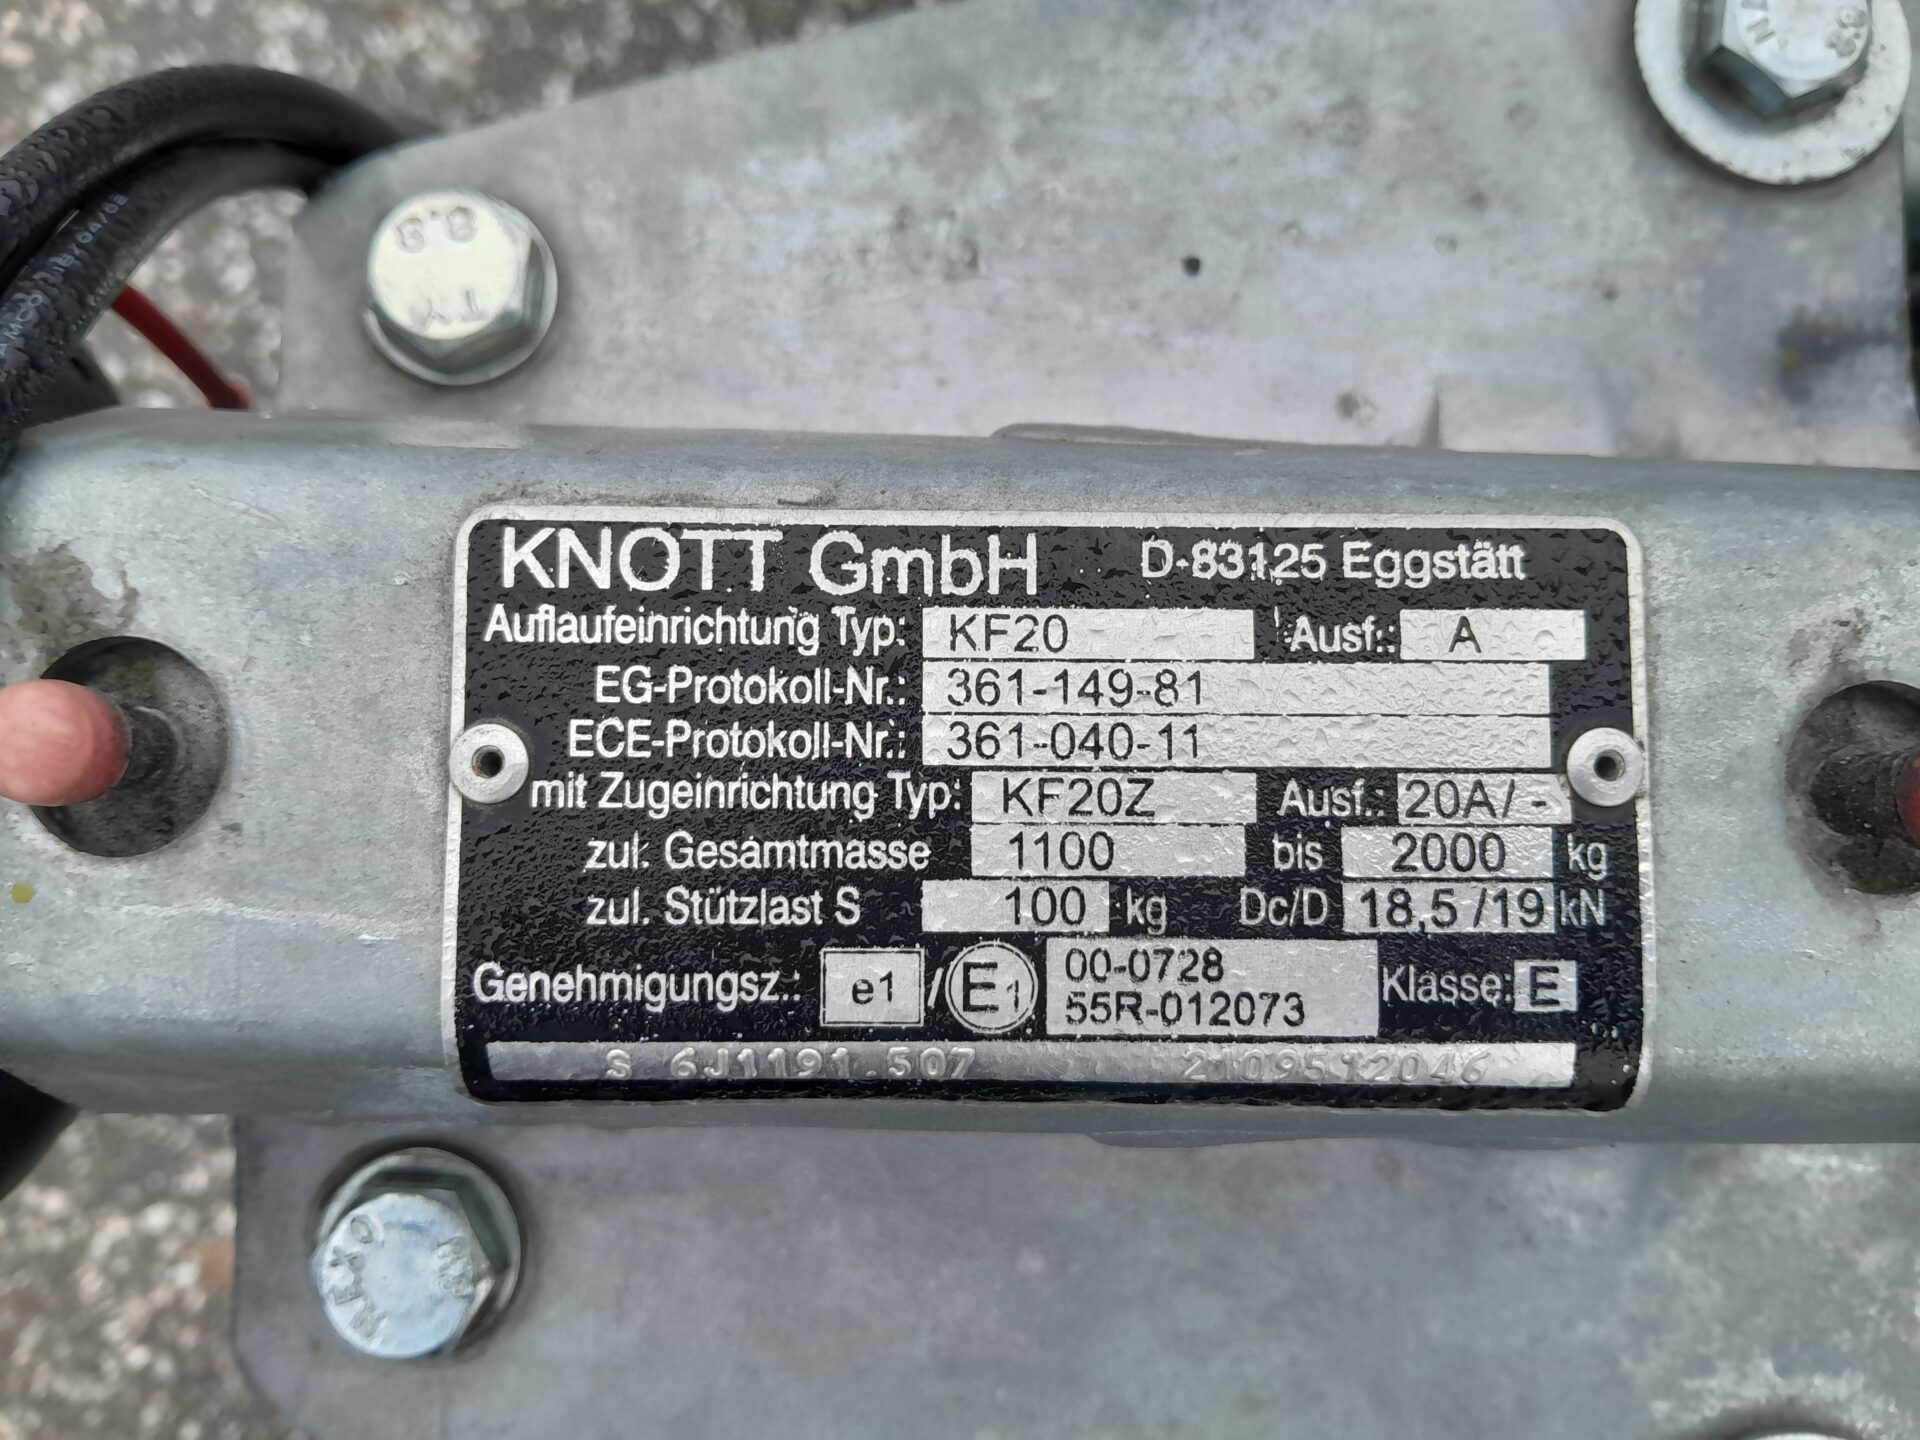 8.8
TYK
KNOTT GmbH D-83125 Eggstätt
Auflaufeinrichtung Typ: KF20 Ausf.: A
EG-Protokoll-Nr.: 361-149-81
ECE-Protokoll-Nr.: 361-040-11
mit Zugeinrichtung Typ: KF20Z Ausf.: 20A/-
zul. Gesamtmasse 1100 bis 2000 kg
zul. Stützlast S 100 kg Dc/D 18,5/19 kN
Genehmigungsz.: e1 / E1 00-0728 Klasse: E
55R-012073
S 6J1191.507 2109512046